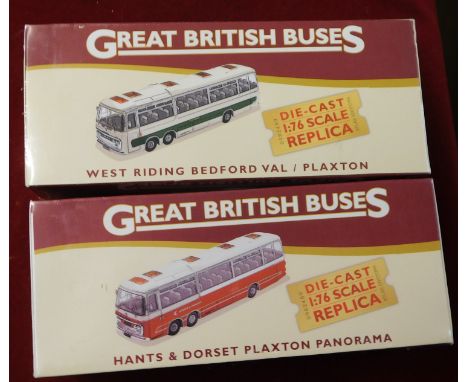 GREAT BRITISH BUSES
DIE-CAST
1:76 SCALE
REPLICA
WEST RIDING BEDFORD VAL / PLAXTON
GREAT BRITISH BUSES
DIE-CAST
1:76 SCALE
REPLICA
HANTS & DORSET PLAXTON PANORAMA